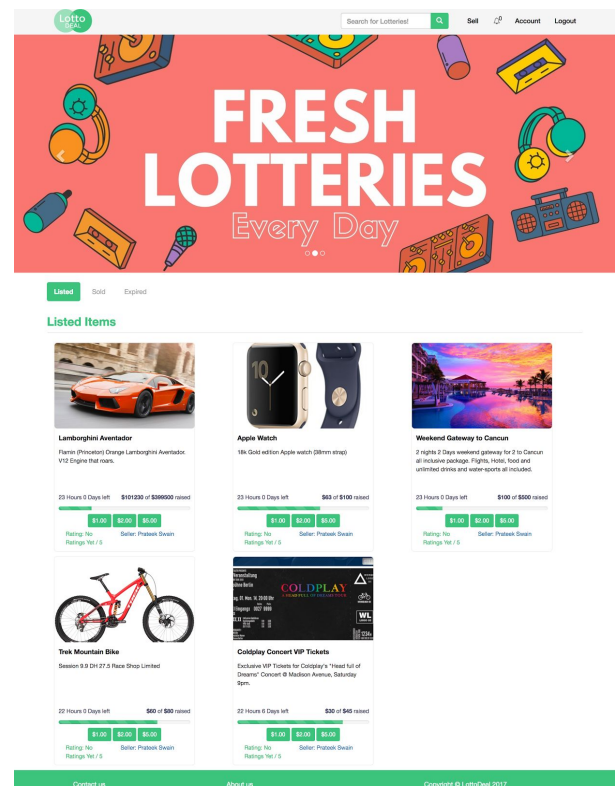 Lotto
DEAL
Search for Lotteries!
Sell
0
Account
Logout
FRESH
LOTTERIES
Every Day
Listed
Sold
Expired
Listed Items
Lamborghini Aventador
Flamin (Princeton) Orange Lamborghini Aventador.
V12 Engine that roars.
23 Hours 0 Days left
$101230 of $399500 raised
$1.00
$2.00
$5.00
Rating: No
Ratings Yet / 5
Seller: Prateek Swain
10
Apple Watch
18k Gold edition Apple watch (38mm strap)
23 Hours 0 Days left
$63 of $100 raised
$1.00
$2.00
$5.00
Rating: No
Ratings Yet / 5
Seller: Prateek Swain
Weekend Gateway to Cancun
2 nights 2 Days weekend gateway for 2 to Cancun
all inclusive package. Flights, Hotel, food and
unlimited drinks and water-sports all included.
23 Hours 0 Days left
$100 of $500 raised
$1.00
$2.00
$5.00
Rating: No
Ratings Yet / 5
Seller: Prateek Swain
TREK
Trek Mountain Bike
Session 9.9 DH 27.5 Race Shop Limited
22 Hours 0 Days left
$60 of $80 raised
$1.00
$2.00
$5.00
Rating: No
Ratings Yet / 5
Seller: Prateek Swain
COLDPLAY
A HEAD FULL OF DREAMS TOUR
WL
Coldplay Concert VIP Tickets
Exclusive VIP Tickets for Coldplay's "Head full of
Dreams" Concert @ Madison Avenue, Saturday
9pm.
22 Hours 6 Days left
$30 of $45 raised
$1.00
$2.00
$5.00
Rating: No
Ratings Yet / 5
Seller: Prateek Swain
Contact us
About us
Copyright © LottoDeal 2017